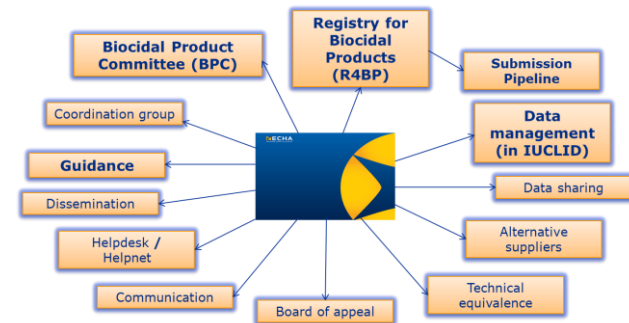 Biocidal Product
Committee (BPC)
Registry for
Biocidal
Products
(R4BP)
Submission
Pipeline
Coordination group
ECHA
Data
management
(in IUCLID)
Guidance
Data sharing
Dissemination
Alternative
suppliers
Helpdesk /
Helpnet
Technical
equivalence
Communication
Board of appeal